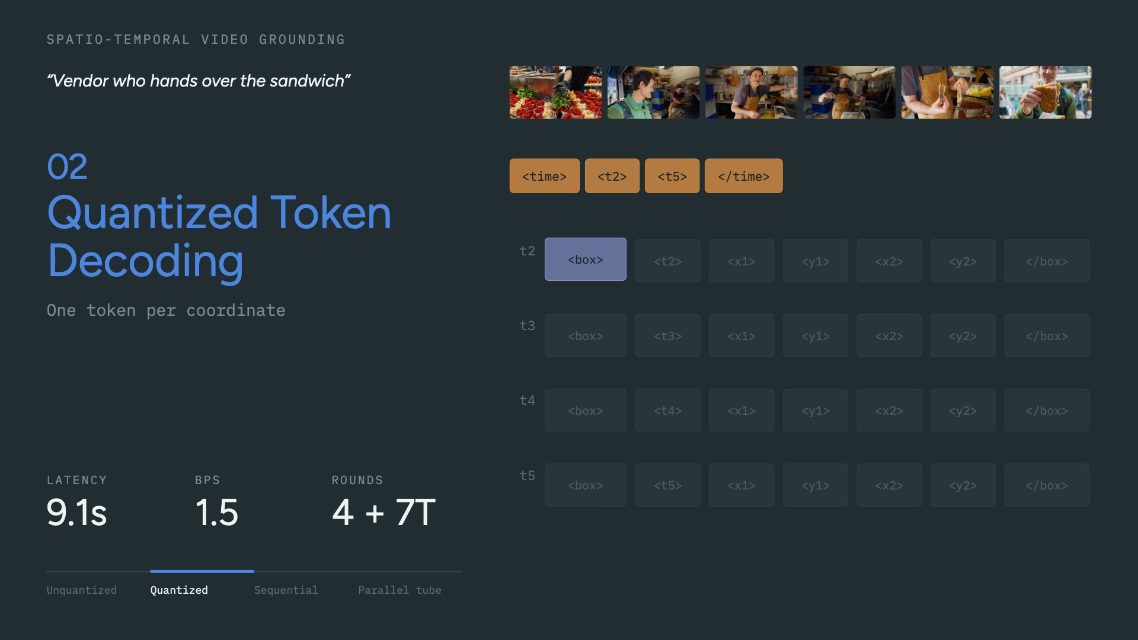 SPATIO-TEMPORAL VIDEO GROUNDING
“Vendor who hands over the sandwich”
02
Quantized Token
Decoding
One token per coordinate
LATENCY BPS ROUNDS
9.1s 1.5 4 + 7T
Unquantized Quantized Sequential Parallel tube
<time> <t2> <t5> </time>
t2 <box> <t2> <x1> <y1> <x2> <y2> </box>
t3 <box> <t3> <x1> <y1> <x2> <y2> </box>
t4 <box> <t4> <x1> <y1> <x2> <y2> </box>
t5 <box> <t5> <x1> <y1> <x2> <y2> </box>